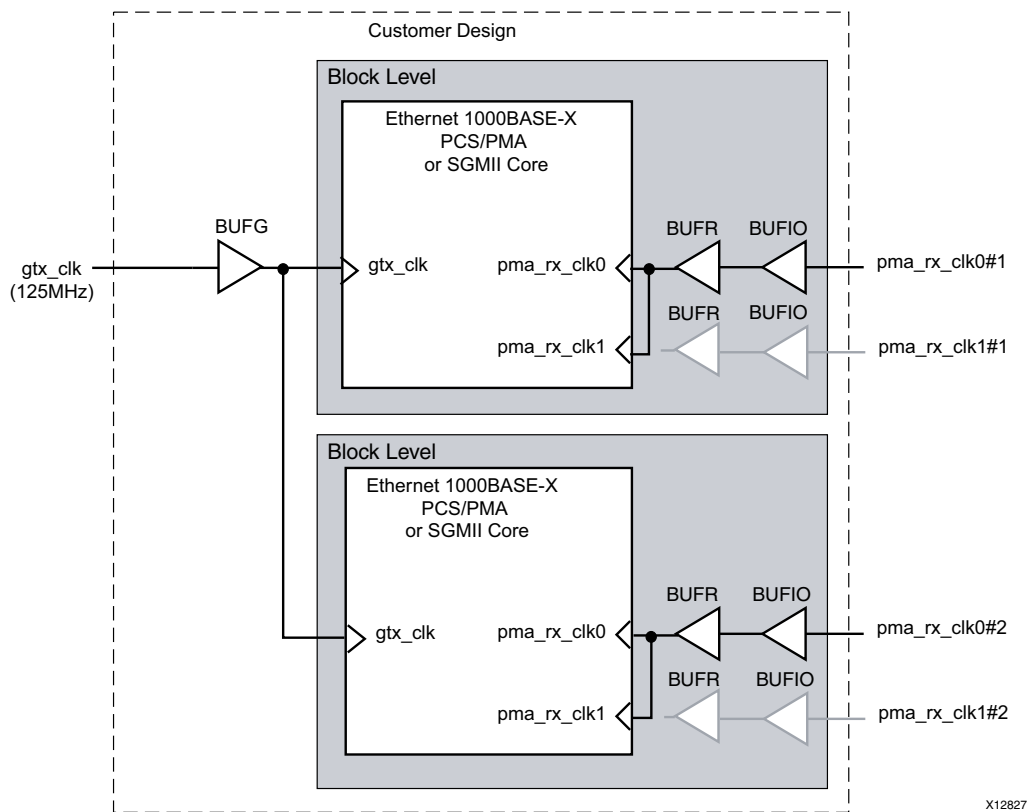 Customer Design
Block Level
Ethernet 1000BASE-X
PCS/PMA
or SGMII Core
BUFG
BUFR
BUFIO
gtx_clk
(125MHz)
gtx_clk
pma_rx_clk0
pma_rx_clk0#1
BUFR
BUFIO
pma_rx_clk1
pma_rx_clk1#1
Block Level
Ethernet 1000BASE-X
PCS/PMA
or SGMII Core
BUFR
BUFIO
gtx_clk
pma_rx_clk0
pma_rx_clk0#2
BUFR
BUFIO
pma_rx_clk1
pma_rx_clk1#2
X12827